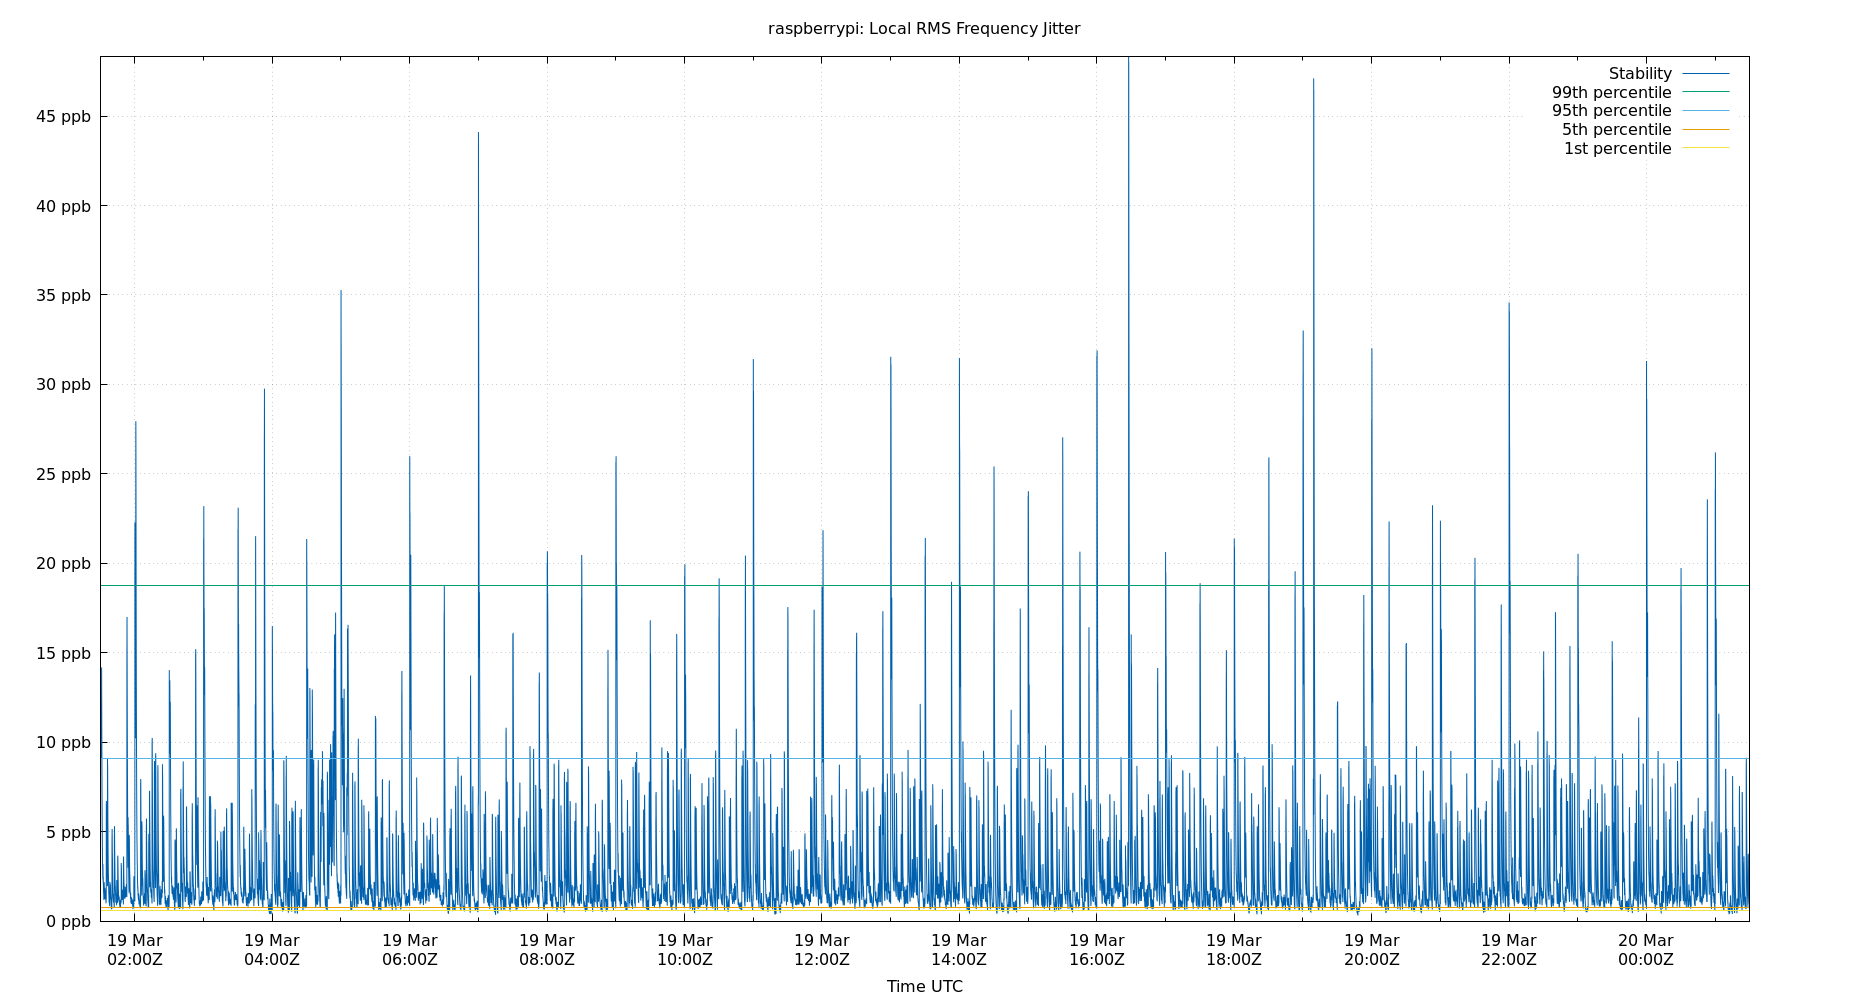 raspberrypi: Local RMS Frequency Jitter
Stability
99th percentile
95th percentile
5th percentile
1st percentile
45 ppb
40 ppb
35 ppb
30 ppb
25 ppb
20 ppb
15 ppb
10 ppb
5 ppb
0 ppb
19 Mar 19 Mar 19 Mar 19 Mar 19 Mar 19 Mar 19 Mar 19 Mar 19 Mar 19 Mar 19 Mar 20 Mar
02:00Z 04:00Z 06:00Z 08:00Z 10:00Z 12:00Z 14:00Z 16:00Z 18:00Z 20:00Z 22:00Z 00:00Z
Time UTC